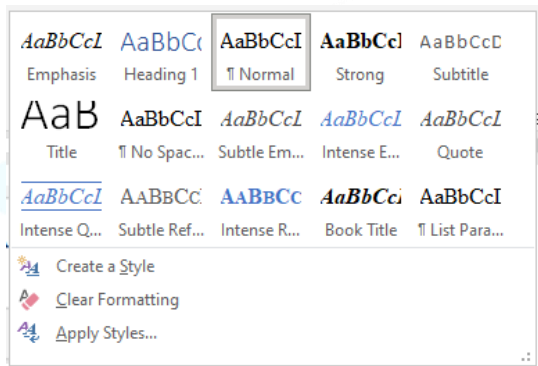 AaBbCcI AaBbC( AaBbCcI AaBbCcl AaBbCcD
Emphasis Heading 1 ¶ Normal Strong Subtitle
AaB AaBbCcI AaBbCcI AaBbCcI AaBbCcI
Title ¶ No Spac... Subtle Em... Intense E... Quote
AaBbCcI AABBCC AABBCC AaBbCcI AaBbCcI
Intense Q... Subtle Ref... Intense R... Book Title ¶ List Para...
Create a Style
Clear Formatting
Apply Styles...